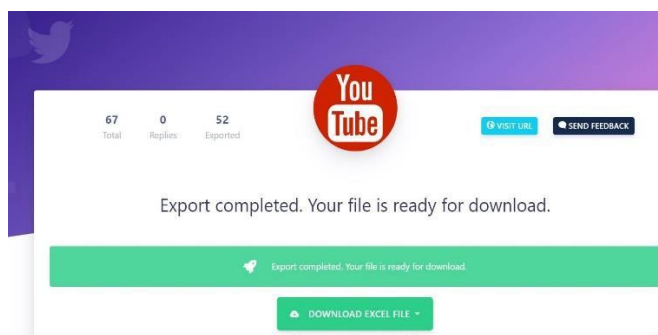 You
Tube
67 0 52
Total Replies Exported
VISIT URL
SEND FEEDBACK
Export completed. Your file is ready for download.
Export completed. Your file is ready for download.
DOWNLOAD EXCEL FILE